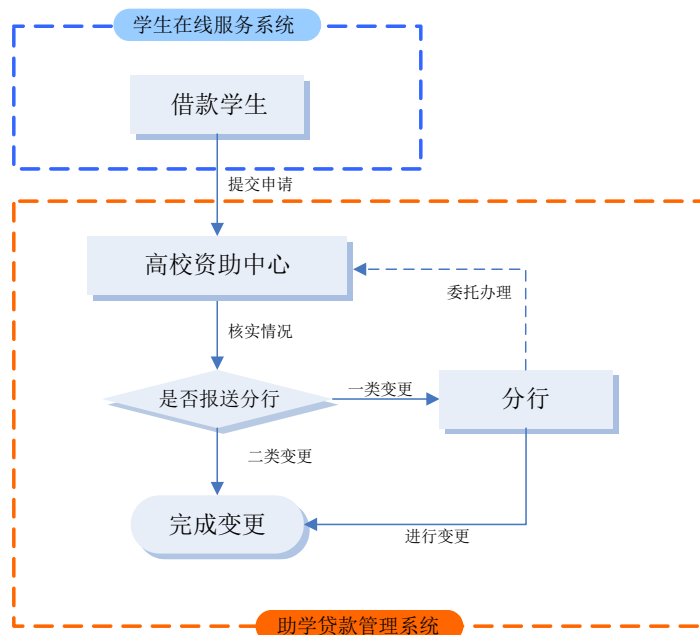 学生在线服务系统
借款学生
提交申请
高校资助中心
委托办理
核实情况
是否报送分行
一类变更
分行
二类变更
完成变更
进行变更
助学贷款管理系统